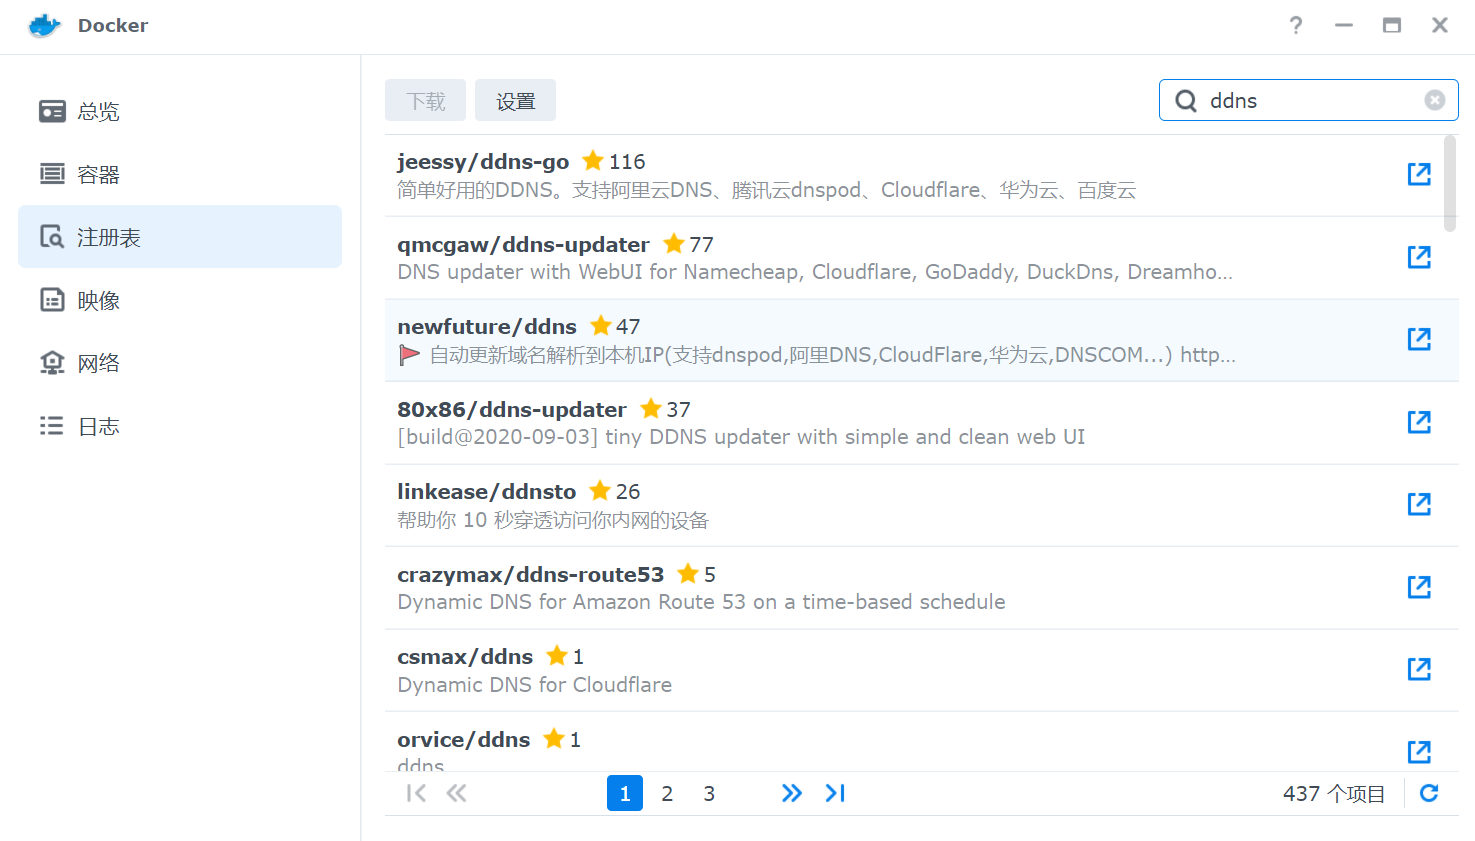 Docker
总览
容器
注册表
映像
网络
日志
下载 设置
ddns
jeessy/ddns-go 116
简单好用的DDNS。支持阿里云DNS、腾讯云dnspod、Cloudflare、华为云、百度云
qmcgaw/ddns-updater 77
DNS updater with WebUI for Namecheap, Cloudflare, GoDaddy, DuckDns, Dreamho...
newfuture/ddns 47
自动更新域名解析到本机IP(支持dnspod,阿里DNS,CloudFlare,华为云,DNSCOM...) http...
80x86/ddns-updater 37
[build@2020-09-03] tiny DDNS updater with simple and clean web UI
linkease/ddnsto 26
帮助你 10 秒穿透访问你内网的设备
crazymax/ddns-route53 5
Dynamic DNS for Amazon Route 53 on a time-based schedule
csmax/ddns 1
Dynamic DNS for Cloudflare
orvice/ddns 1
ddns
1 2 3
437 个项目